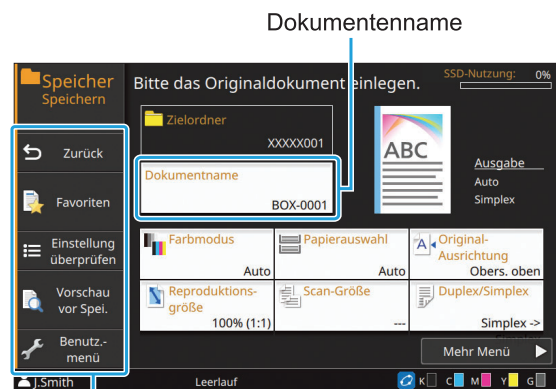 Dokumentenname
Speicher
Speichern
Bitte das Originaldokument einlegen.
SSD-Nutzung: 0%
Zielordner
XXXXX001
Dokumentname
BOX-0001
ABC
Ausgabe
Auto
Simplex
Zurück
Favoriten
Einstellung
überprüfen
Vorschau
vor Spei.
Benutz.-
menü
Farbmodus
Auto
Papierauswahl
Auto
A
Original-
Ausrichtung
Obers. oben
Reproduktions-
größe
100% (1:1)
Scan-Größe
---
Duplex/Simplex
Simplex ->
Mehr Menü
J.Smith
Leerlauf
K C M Y G